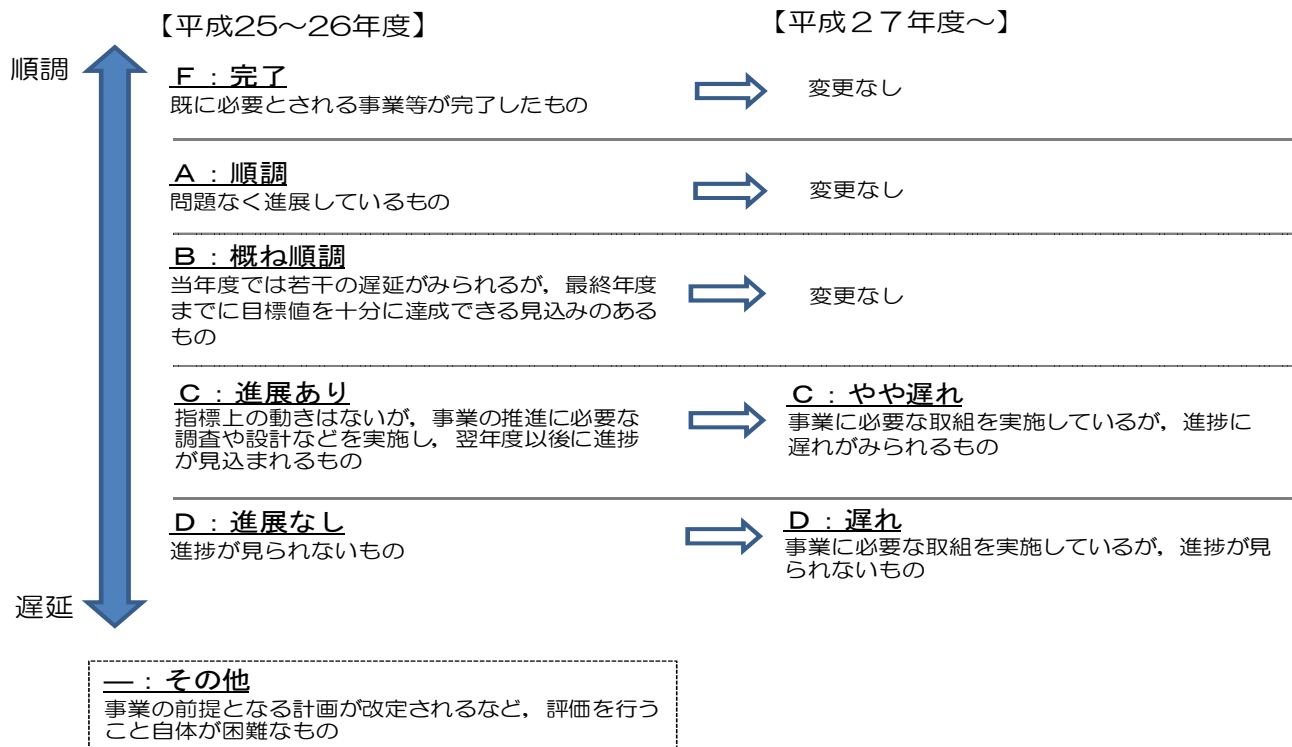 【平成25～26年度】
【平成２７年度～】
順調
Ｆ：完了
既に必要とされる事業等が完了したもの
変更なし
Ａ：順調
問題なく進展しているもの
変更なし
Ｂ：概ね順調
当年度では若干の遅延がみられるが，最終年度
までに目標値を十分に達成できる見込みのある
もの
変更なし
Ｃ：進展あり
指標上の動きはないが，事業の推進に必要な
調査や設計などを実施し，翌年度以後に進捗
が見込まれるもの
Ｃ：やや遅れ
事業に必要な取組を実施しているが，進捗に
遅れがみられるもの
Ｄ：進展なし
進捗が見られないもの
Ｄ：遅れ
事業に必要な取組を実施しているが，進捗が見
られないもの
遅延
―：その他
事業の前提となる計画が改定されるなど，評価を行う
こと自体が困難なもの